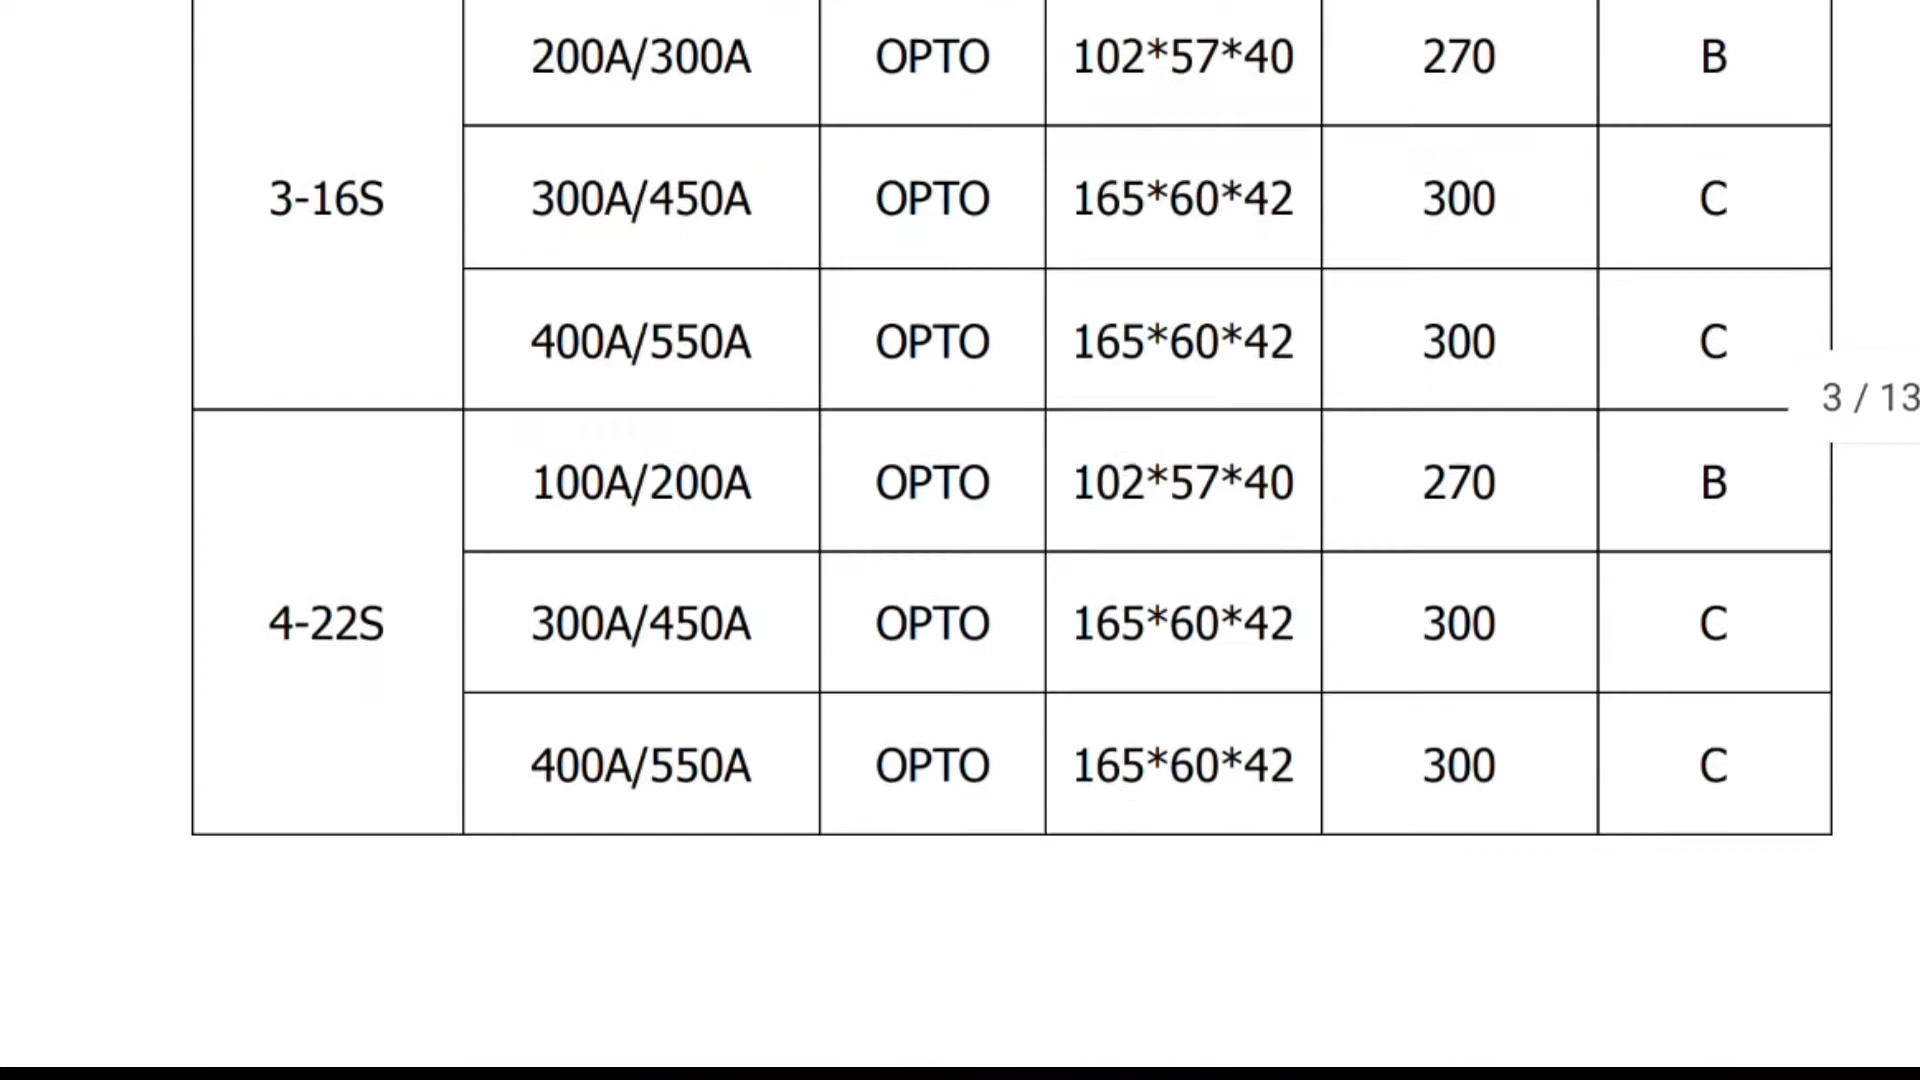 200A/300A OPTO 102*57*40 270 B
3-16S 300A/450A OPTO 165*60*42 300 C
400A/550A OPTO 165*60*42 300 C
3 / 13
100A/200A OPTO 102*57*40 270 B
4-22S 300A/450A OPTO 165*60*42 300 C
400A/550A OPTO 165*60*42 300 C